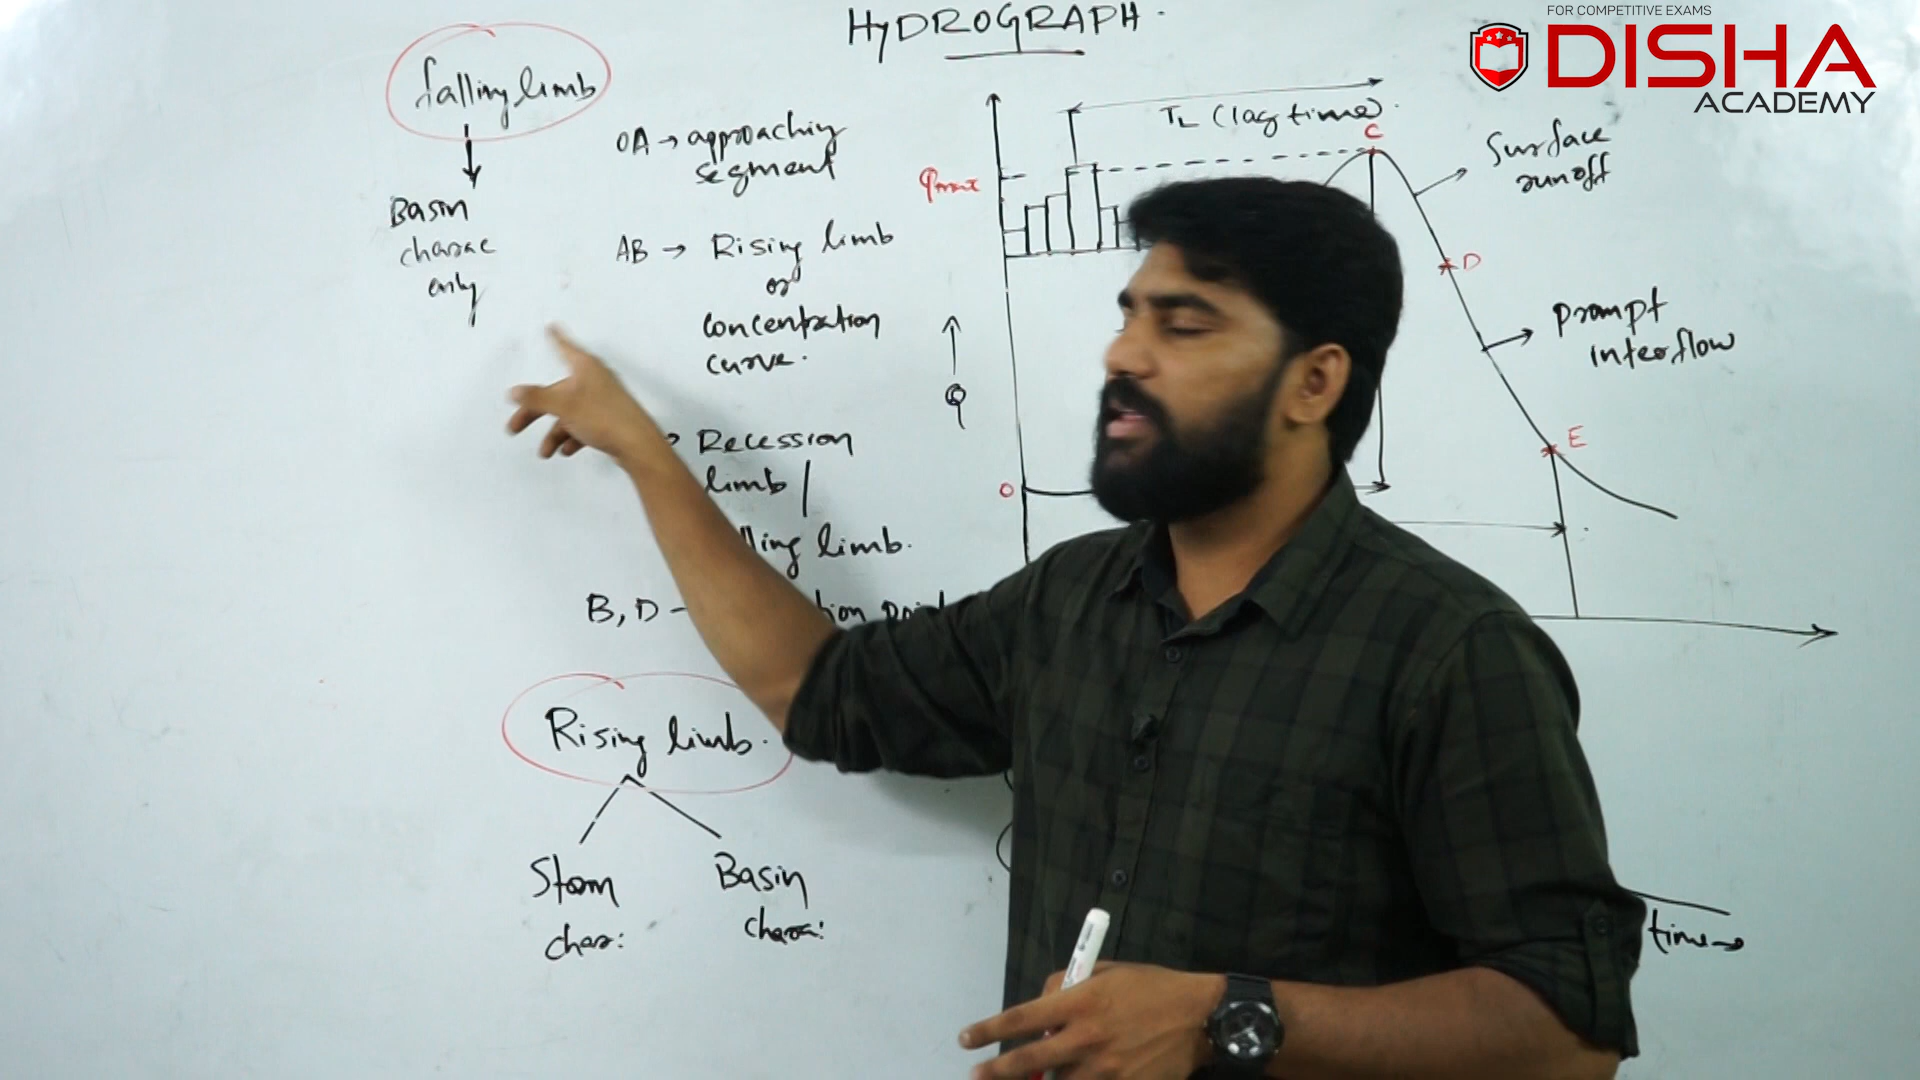 HYDROGRAPH.
FOR COMPETITIVE EXAMS
DISHA
ACADEMY
falling limb
Basin
charac
only
OA → approaching
segment
AB → Rising limb
or
concentration
curve.
Recession
limb /
lling limb.
B, D -
Rising limb.
Storm
char:
Basin
charac:
TL (lag time).
C
qmax
Surface
runoff
D
prompt
interflow
E
Q
O
time →